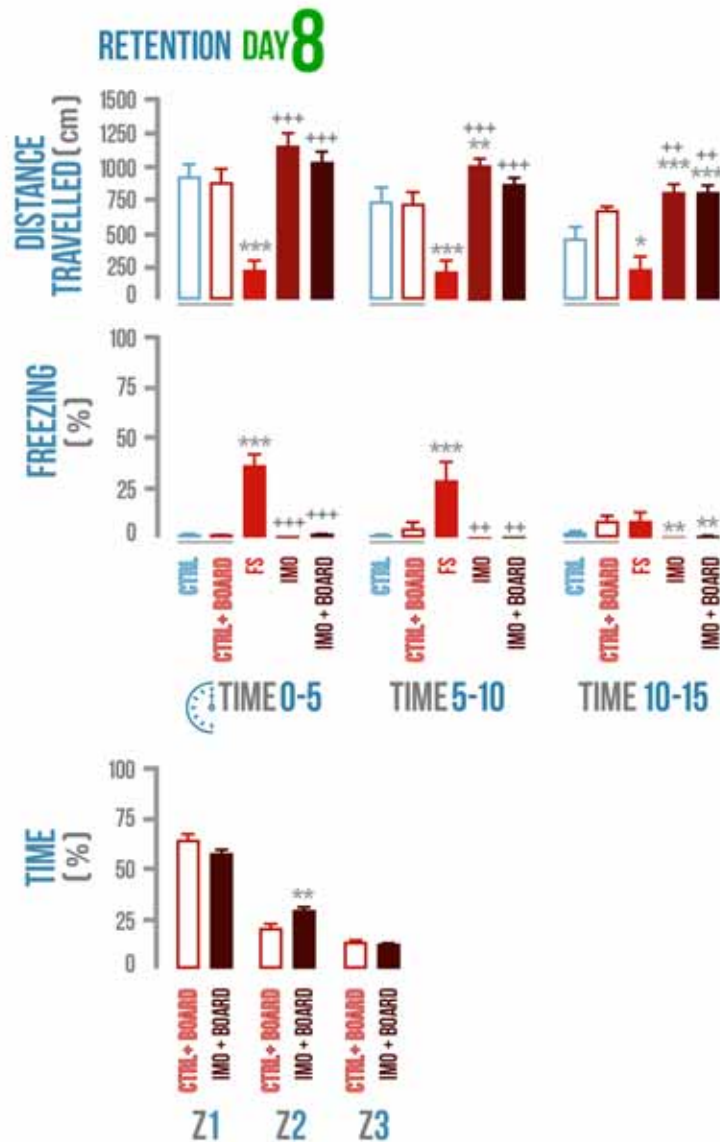 RETENTION DAY 8
DISTANCE
TRAVELLED (cm)
1500
1250
1000
750
500
250
0
*** +++ +++
*** +++ ** +++
* ++ *** ++ ***
FREEZING
(%)
100
75
50
25
0
*** +++ +++
*** ++ ++
** **
CTRL CTRL+ BOARD FS IMO IMO + BOARD
CTRL CTRL+ BOARD FS IMO IMO + BOARD
CTRL CTRL+ BOARD FS IMO IMO + BOARD
TIME 0-5 TIME 5-10 TIME 10-15
TIME
(%)
100
75
50
25
0
**
CTRL+ BOARD IMO + BOARD CTRL+ BOARD IMO + BOARD CTRL+ BOARD IMO + BOARD
Z1 Z2 Z3